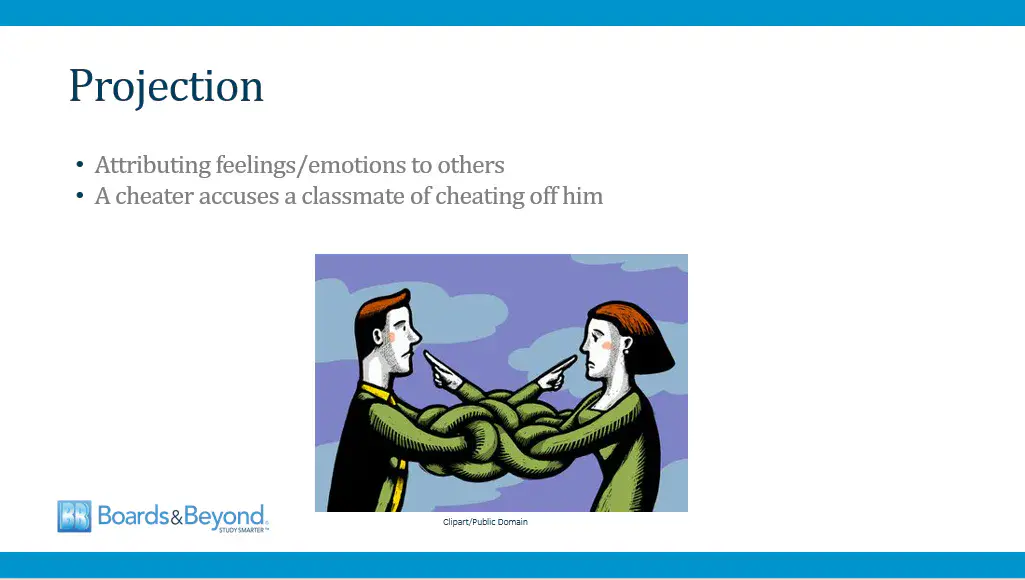 Projection
• Attributing feelings/emotions to others
• A cheater accuses a classmate of cheating off him
BB Boards&Beyond®
STUDY SMARTER™
Clipart/Public Domain